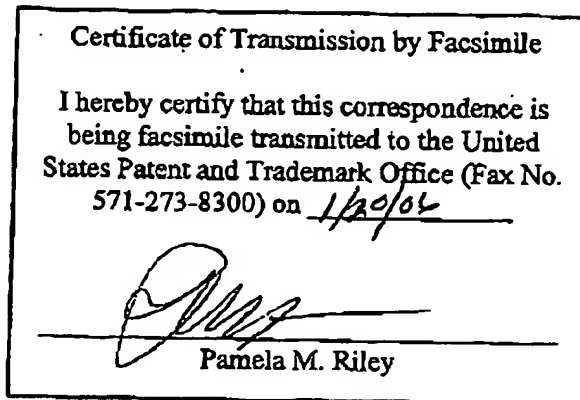 Certificate of Transmission by Facsimile
I hereby certify that this correspondence is
being facsimile transmitted to the United
States Patent and Trademark Office (Fax No.
571-273-8300) on 1/20/06
Pamela M. Riley